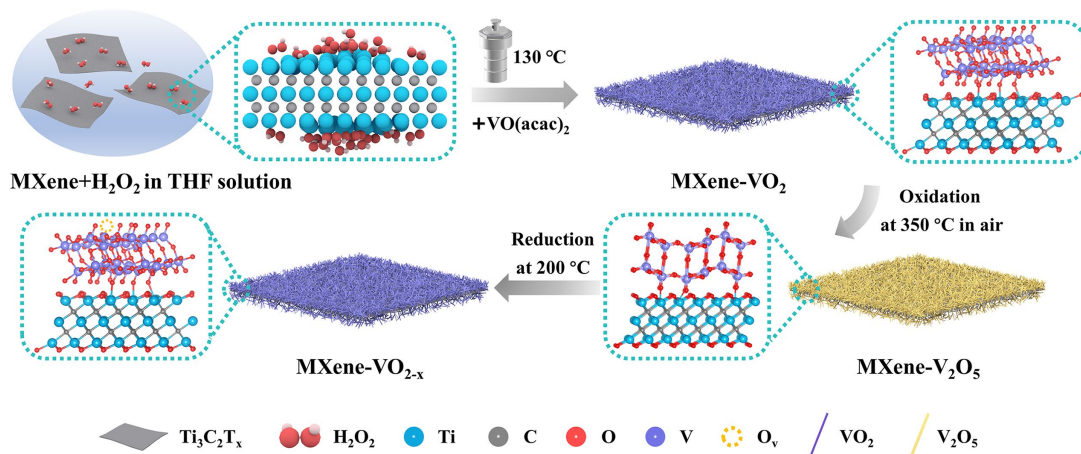 130 °C
+VO(acac)₂
MXene+H₂O₂ in THF solution
MXene-VO₂
Oxidation
at 350 °C in air
Reduction
at 200 °C
MXene-VO₂₋ₓ
MXene-V₂O₅
Ti₃C₂Tₓ H₂O₂ Ti C O V Oᵥ VO₂ V₂O₅